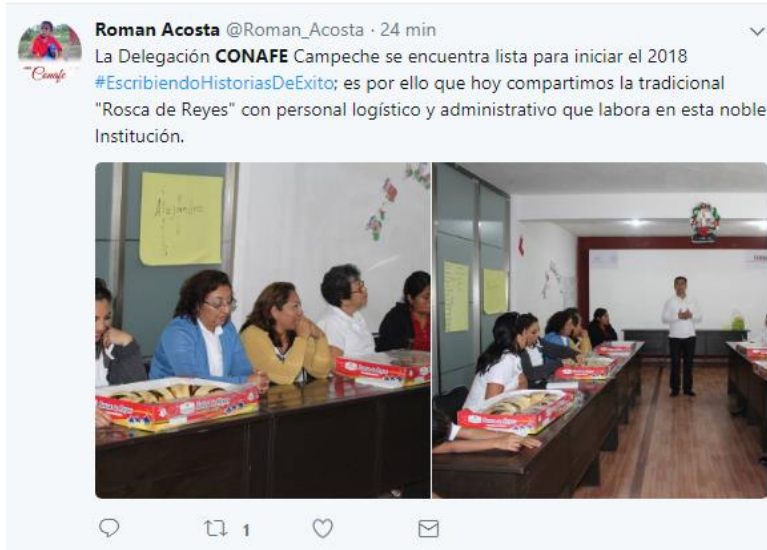 Roman Acosta @Roman_Acosta · 24 min
La Delegación CONAFE Campeche se encuentra lista para iniciar el 2018
#EscribiendoHistoriasDeExito; es por ello que hoy compartimos la tradicional
"Rosca de Reyes" con personal logístico y administrativo que labora en esta noble
Institución.
Conafe
Alejandro
1